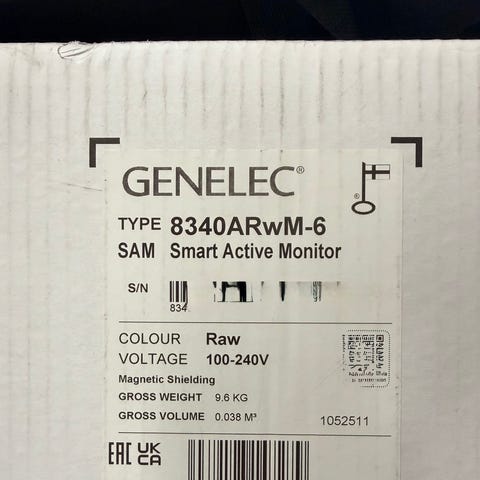 GENELEC®
®
TYPE 8340ARwM-6
SAM Smart Active Monitor
S/N
834
COLOUR Raw
VOLTAGE 100-240V
Magnetic Shielding
GROSS WEIGHT 9.6 KG
GROSS VOLUME 0.038 M³
1052511
EAC UK CA